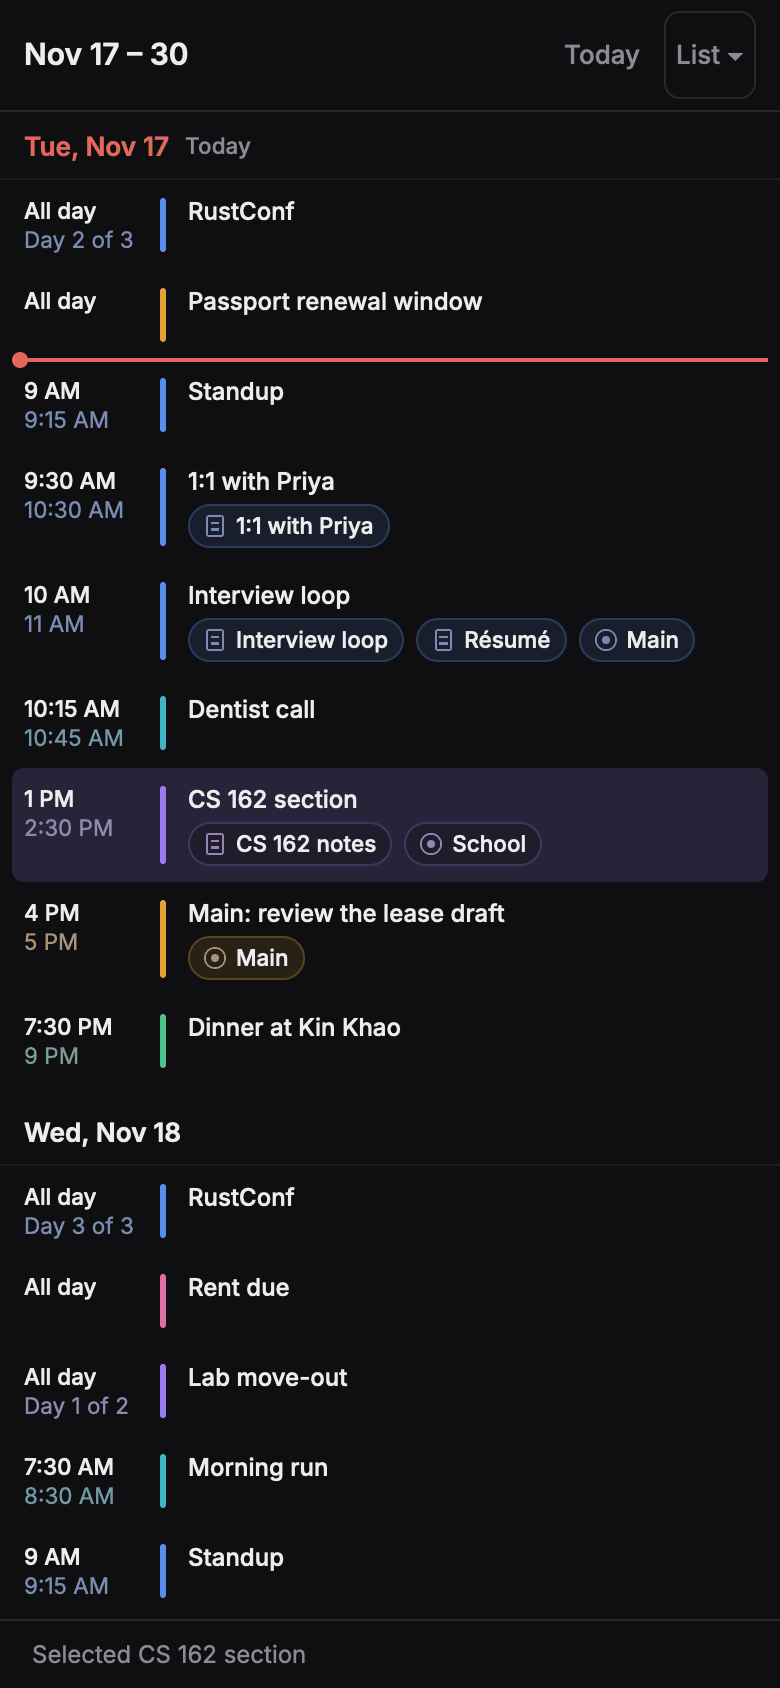 Nov 17 – 30
Today
List
Tue, Nov 17 Today
All day
Day 2 of 3
RustConf
All day
Passport renewal window
9 AM
9:15 AM
Standup
9:30 AM
10:30 AM
1:1 with Priya
1:1 with Priya
10 AM
11 AM
Interview loop
Interview loop
Résumé
Main
10:15 AM
10:45 AM
Dentist call
1 PM
2:30 PM
CS 162 section
CS 162 notes
School
4 PM
5 PM
Main: review the lease draft
Main
7:30 PM
9 PM
Dinner at Kin Khao
Wed, Nov 18
All day
Day 3 of 3
RustConf
All day
Rent due
All day
Day 1 of 2
Lab move-out
7:30 AM
8:30 AM
Morning run
9 AM
9:15 AM
Standup
Selected CS 162 section